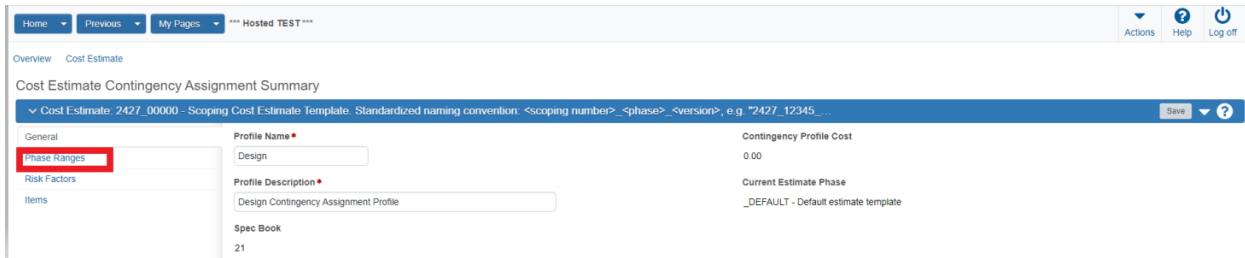 Home Previous My Pages *** Hosted TEST ***
Actions Help Log off
Overview Cost Estimate
Cost Estimate Contingency Assignment Summary
Cost Estimate: 2427_00000 - Scoping Cost Estimate Template. Standardized naming convention: <scoping number>_<phase>_<version>, e.g. "2427_12345_... Save ?
General
Phase Ranges
Risk Factors
Items
Profile Name*
Design
Profile Description*
Design Contingency Assignment Profile
Spec Book
21
Contingency Profile Cost
0.00
Current Estimate Phase
_DEFAULT - Default estimate template